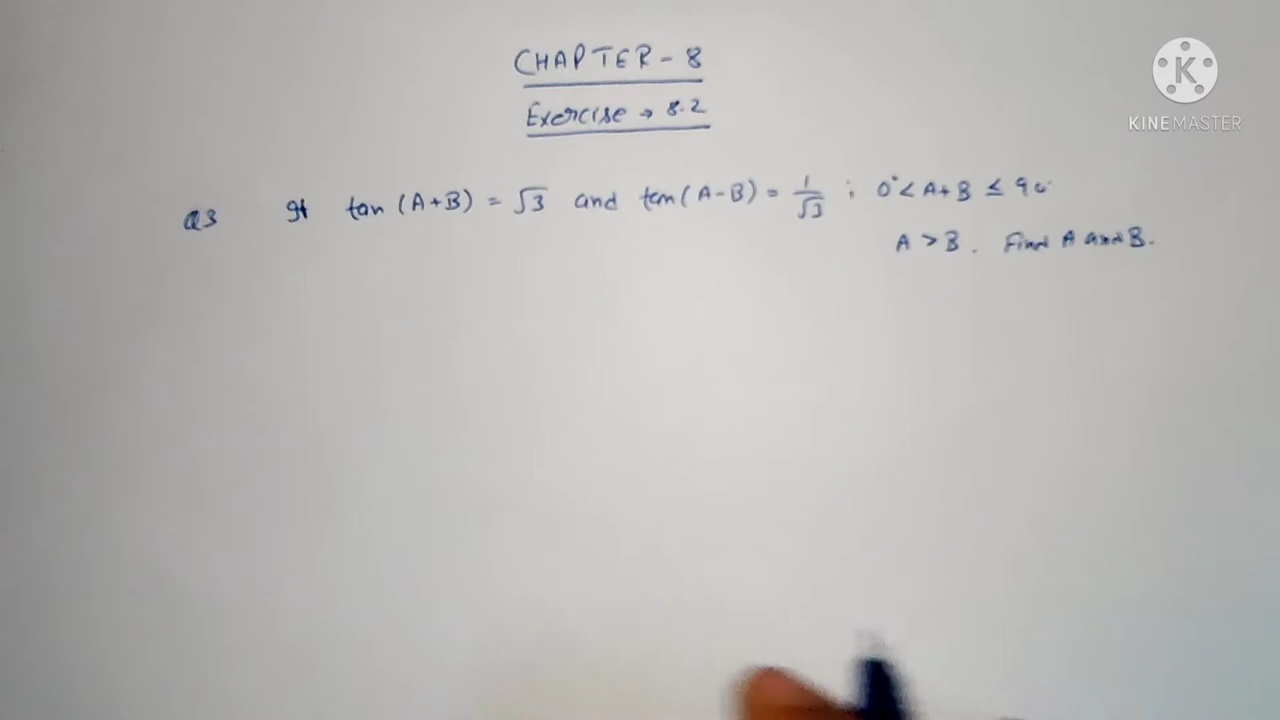 CHAPTER - 8
Exercise → 8.2
Q3 If tan (A+B) = √3 and tan (A-B) = 1/√3 ; 0° < A+B ≤ 90°
A > B . Find A and B.
K
KINEMASTER